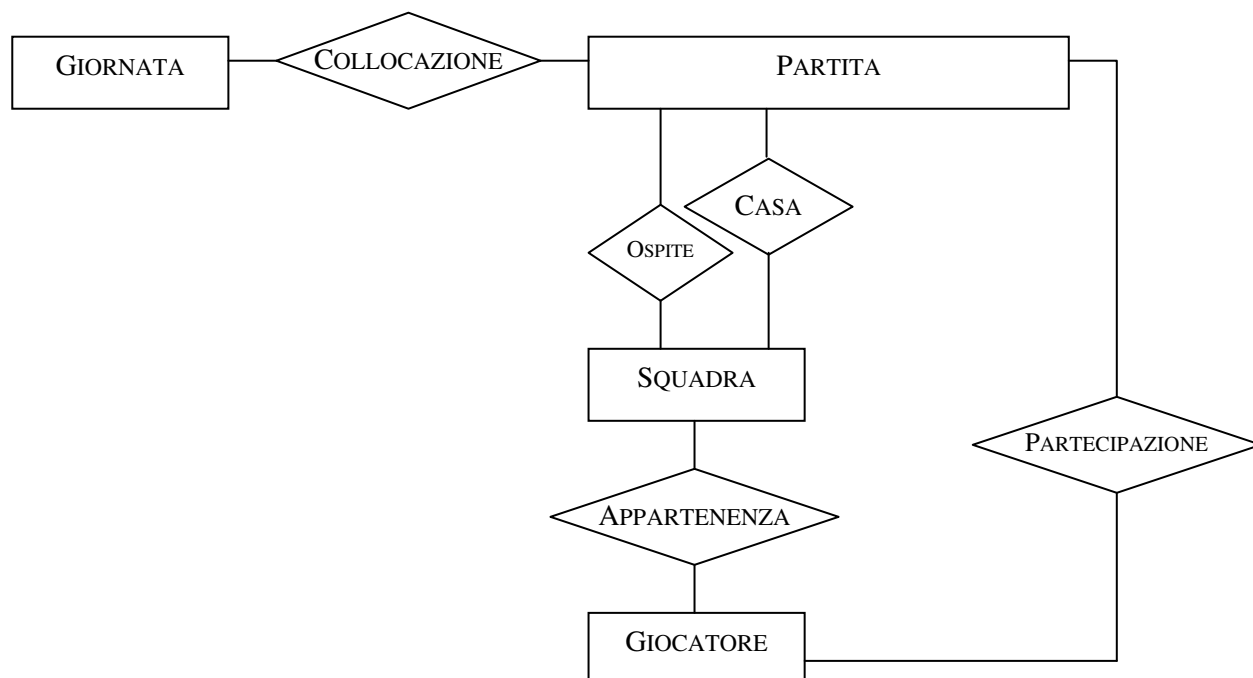 GIORNATA
COLLOCAZIONE
PARTITA
CASA
OSPITE
SQUADRA
PARTECIPAZIONE
APPARTENENZA
GIOCATORE